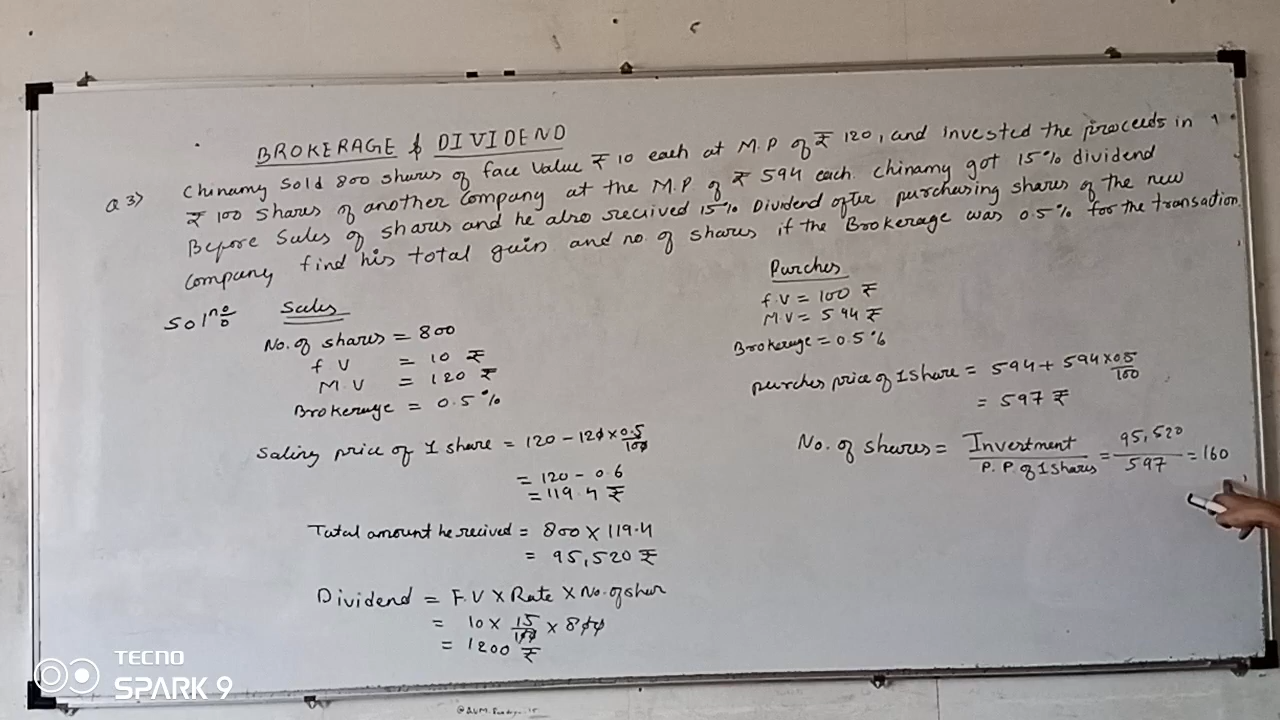 BROKERAGE & DIVIDEND
Q 3) Chinamy Sold 800 shares of face Value ₹ 10 each at M.P of ₹ 120, and invested the proceeds in
₹ 100 shares of another Company at the M.P of ₹ 594 each. Chinamy got 15% dividend
Before Sales of shares and he also recived 15% Dividend after purchasing shares of the new
Company find his total gain and no. of shares if the Brokerage was 0.5% for the transadion.
Solno
Sales
No. of shares = 800
f V = 10 ₹
M.V = 120 ₹
Brokerage = 0.5%
Saling price of 1 share = 120 - 120 × 0.5/100
= 120 - 0.6
= 119.4 ₹
Total amount he recived = 800 × 119.4
= 95,520 ₹
Dividend = F.V × Rate × No. of shar
= 10 × 15/100 × 800
= 1200 ₹
Purches
f.V = 100 ₹
M.V = 594 ₹
Brokerage = 0.5%
purches price of 1 share = 594 + 594 × 0.5/100
= 597 ₹
No. of shares = Investment/P.P of 1 shares = 95,520/597 = 160
TECNO
SPARK 9